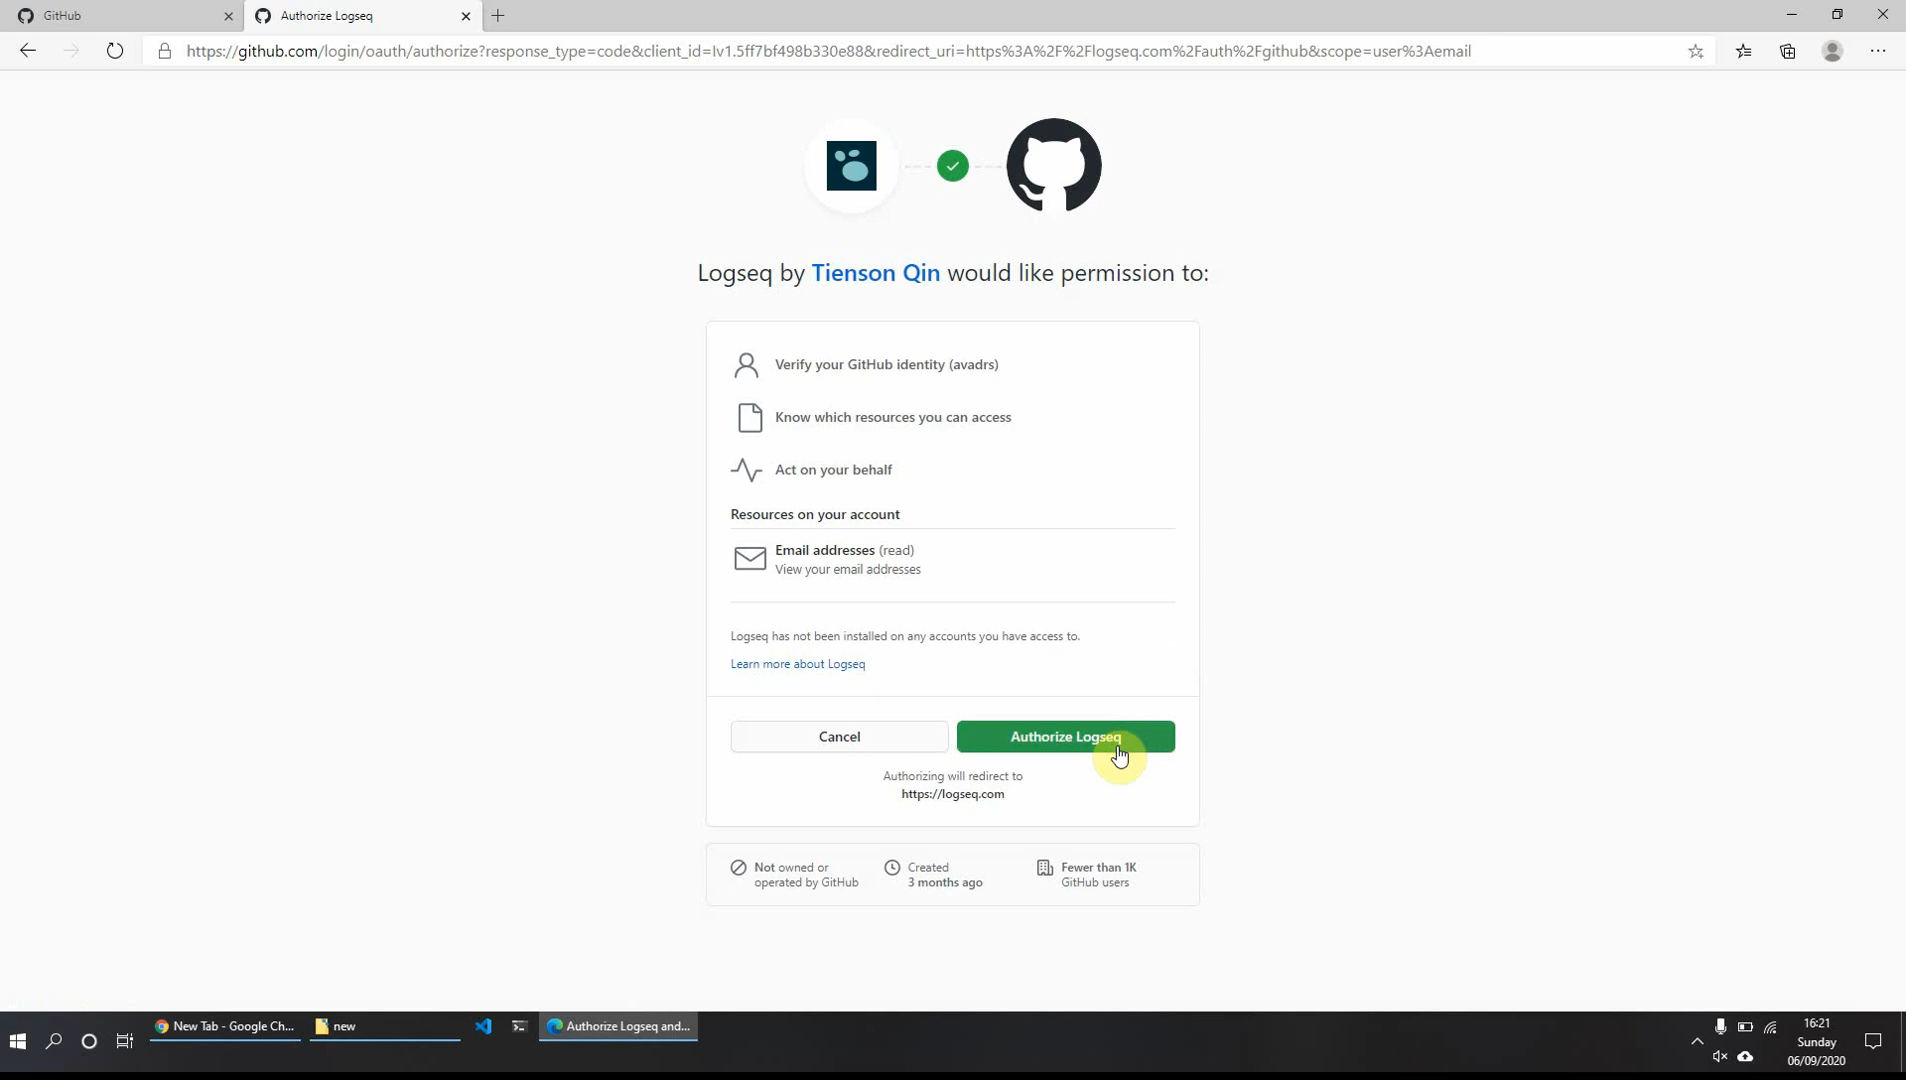 GitHub
Authorize Logseq
https://github.com/login/oauth/authorize?response_type=code&client_id=Iv1.5ff7bf498b330e88&redirect_uri=https%3A%2F%2Flogseq.com%2Fauth%2Fgithub&scope=user%3Aemail
Logseq by Tienson Qin would like permission to:
Verify your GitHub identity (avadrs)
Know which resources you can access
Act on your behalf
Resources on your account
Email addresses (read)
View your email addresses
Logseq has not been installed on any accounts you have access to.
Learn more about Logseq
Cancel
Authorize Logseq
Authorizing will redirect to
https://logseq.com
Not owned or
operated by GitHub
Created
3 months ago
Fewer than 1K
GitHub users
New Tab - Google Ch...
new
Authorize Logseq and...
16:21
Sunday
06/09/2020